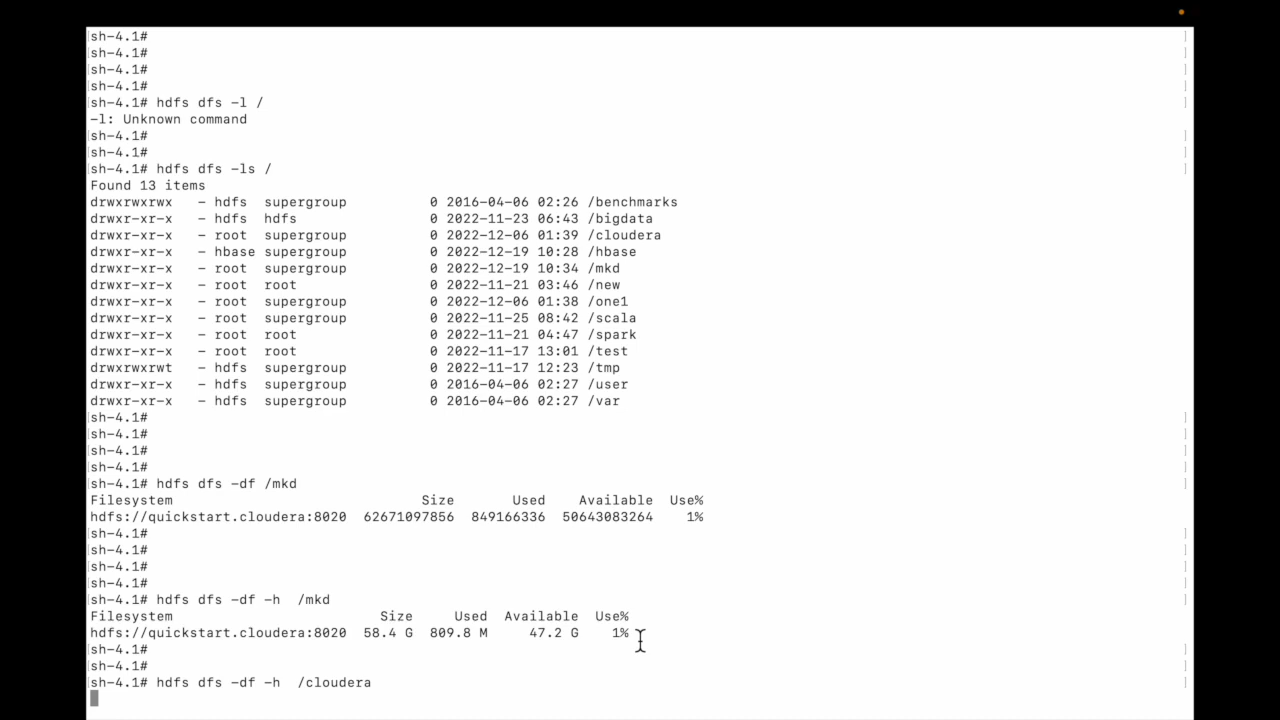 sh-4.1#
sh-4.1#
sh-4.1#
sh-4.1#
sh-4.1# hdfs dfs -l /
-l: Unknown command
sh-4.1#
sh-4.1#
sh-4.1# hdfs dfs -ls /
Found 13 items
drwxrwxrwx   - hdfs  supergroup          0 2016-04-06 02:26 /benchmarks
drwxr-xr-x   - hdfs  hdfs                0 2022-11-23 06:43 /bigdata
drwxr-xr-x   - root  supergroup          0 2022-12-06 01:39 /cloudera
drwxr-xr-x   - hbase supergroup          0 2022-12-19 10:28 /hbase
drwxr-xr-x   - root  supergroup          0 2022-12-19 10:34 /mkd
drwxr-xr-x   - root  root                0 2022-11-21 03:46 /new
drwxr-xr-x   - root  supergroup          0 2022-12-06 01:38 /one1
drwxr-xr-x   - root  supergroup          0 2022-11-25 08:42 /scala
drwxr-xr-x   - root  root                0 2022-11-21 04:47 /spark
drwxr-xr-x   - root  root                0 2022-11-17 13:01 /test
drwxrwxrwt   - hdfs  supergroup          0 2022-11-17 12:23 /tmp
drwxr-xr-x   - hdfs  supergroup          0 2016-04-06 02:27 /user
drwxr-xr-x   - hdfs  supergroup          0 2016-04-06 02:27 /var
sh-4.1#
sh-4.1#
sh-4.1#
sh-4.1#
sh-4.1# hdfs dfs -df /mkd
Filesystem                              Size       Used    Available  Use%
hdfs://quickstart.cloudera:8020  62671097856  849166336  50643083264    1%
sh-4.1#
sh-4.1#
sh-4.1#
sh-4.1#
sh-4.1# hdfs dfs -df -h  /mkd
Filesystem                         Size     Used  Available  Use%
hdfs://quickstart.cloudera:8020  58.4 G  809.8 M     47.2 G    1%
sh-4.1#
sh-4.1#
sh-4.1# hdfs dfs -df -h  /cloudera